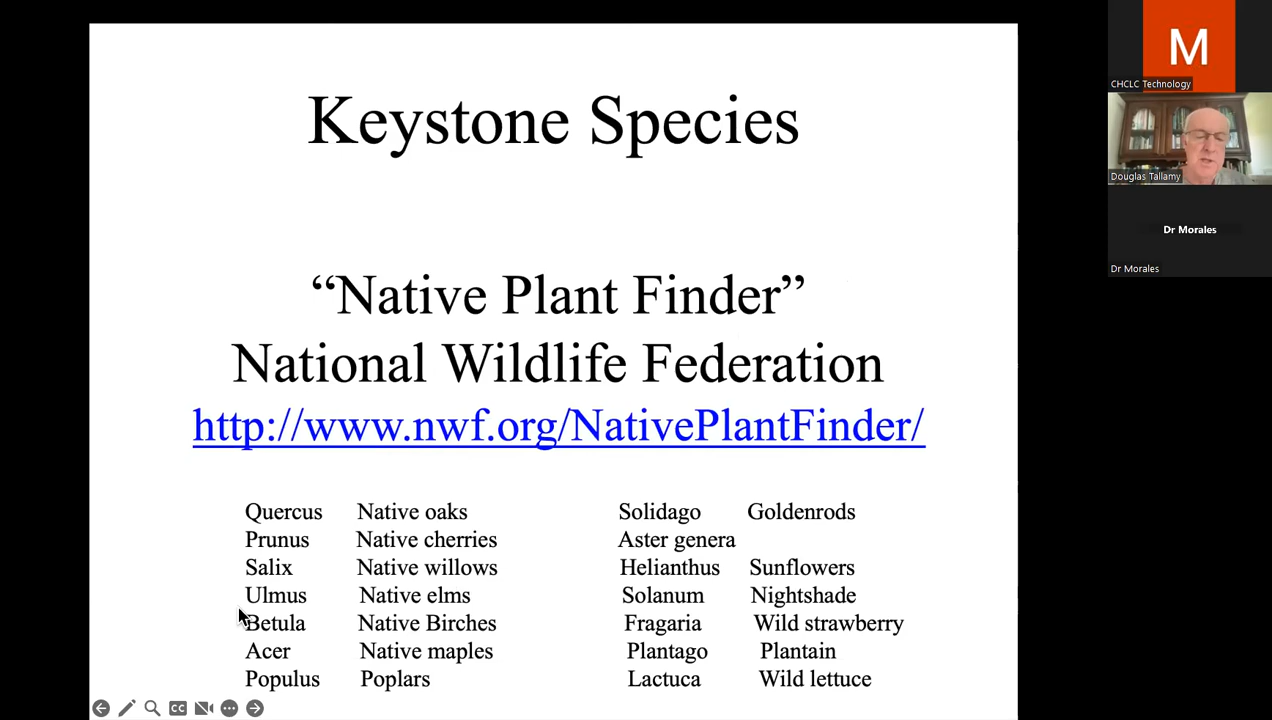 Keystone Species
“Native Plant Finder”
National Wildlife Federation
http://www.nwf.org/NativePlantFinder/
Quercus Native oaks
Prunus Native cherries
Salix Native willows
Ulmus Native elms
Betula Native Birches
Acer Native maples
Populus Poplars
Solidago Goldenrods
Aster genera
Helianthus Sunflowers
Solanum Nightshade
Fragaria Wild strawberry
Plantago Plantain
Lactuca Wild lettuce
CC
M
CHCLC Technology
Douglas Tallamy
Dr Morales
Dr Morales